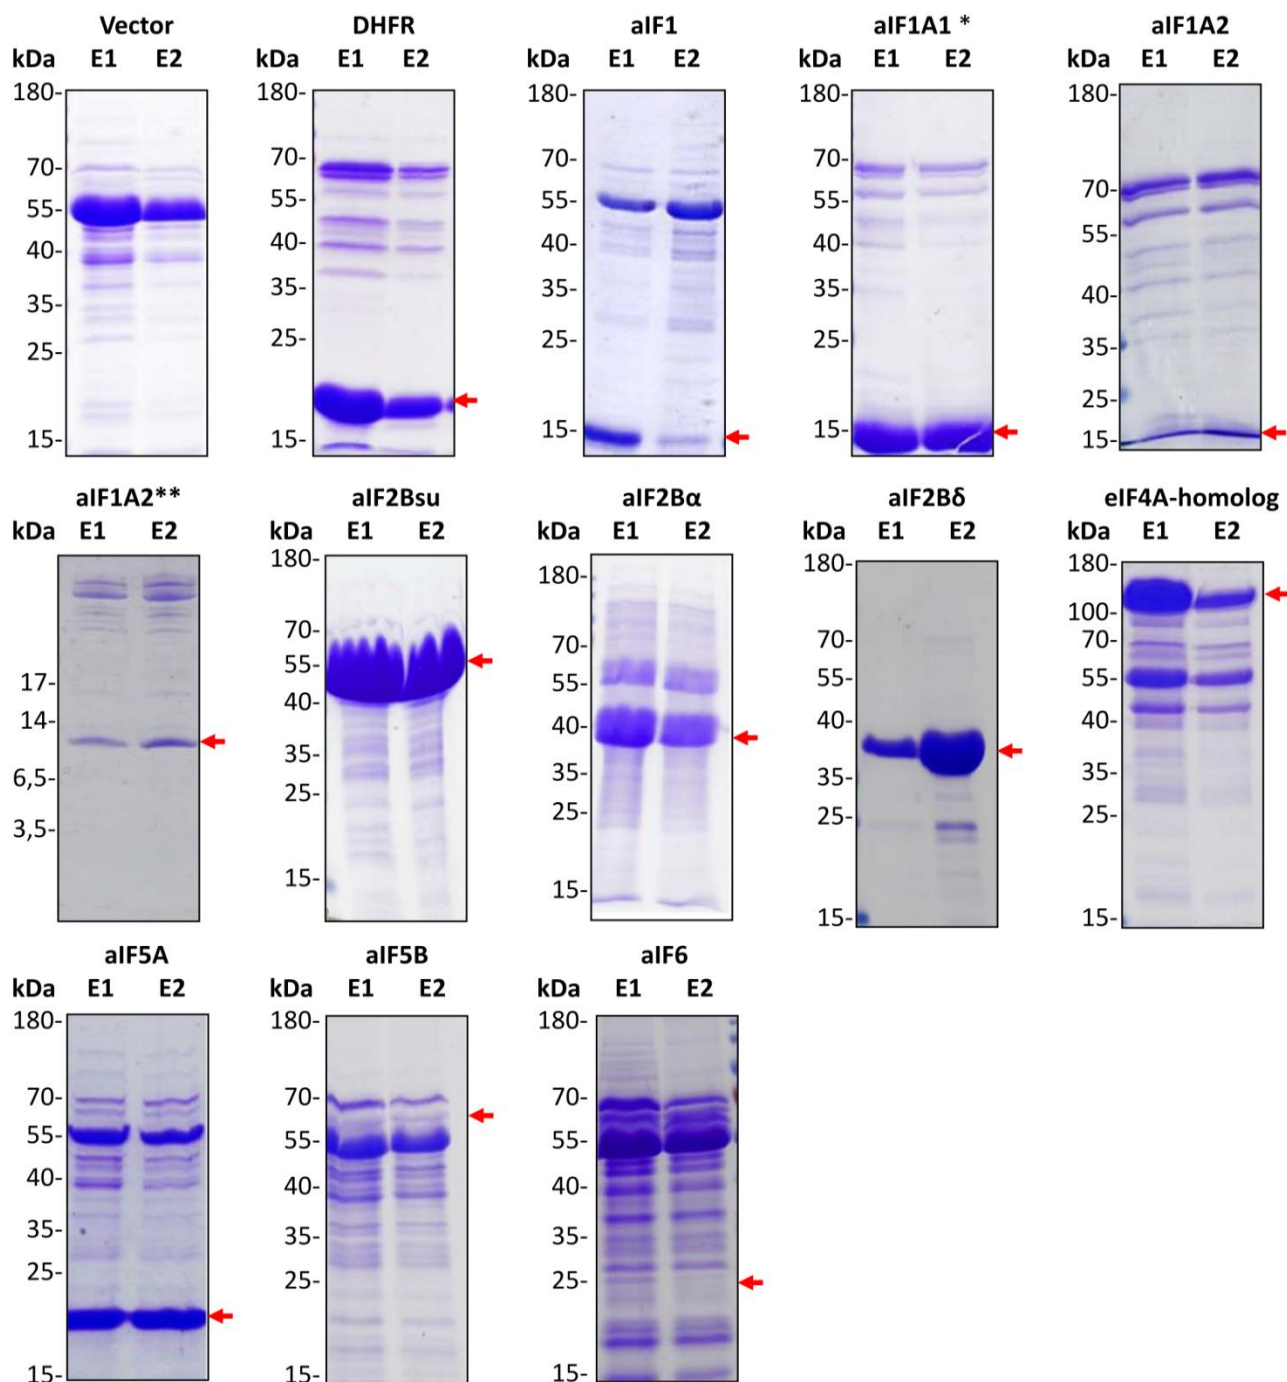 Vector DHFR aIF1 aIF1A1 * aIF1A2
kDa E1 E2 kDa E1 E2 kDa E1 E2 kDa E1 E2 kDa E1 E2
180- 180- 180- 180- 180-
70- 70- 70- 70- 70-
55- 55- 55- 55- 55-
40- 40- 40- 40- 40-
35- 35- 35- 35- 35-
25- 25- 25- 25- 25-
15- 15- 15- 15- 15-
aIF1A2** aIF2Bsu aIF2Bα aIF2Bδ eIF4A-homolog
kDa E1 E2 kDa E1 E2 kDa E1 E2 kDa E1 E2 kDa E1 E2
180- 180- 180- 180-
100-
70- 70- 70- 70-
17- 55- 55- 55- 55-
14- 40- 40- 40- 40-
6,5- 35- 35- 35- 35-
3,5- 25- 25- 25- 25-
15- 15- 15- 15-
aIF5A aIF5B aIF6
kDa E1 E2 kDa E1 E2 kDa E1 E2
180- 180- 180-
70- 70- 70-
55- 55- 55-
40- 40- 40-
35- 35- 35-
25- 25- 25-
15- 15- 15-